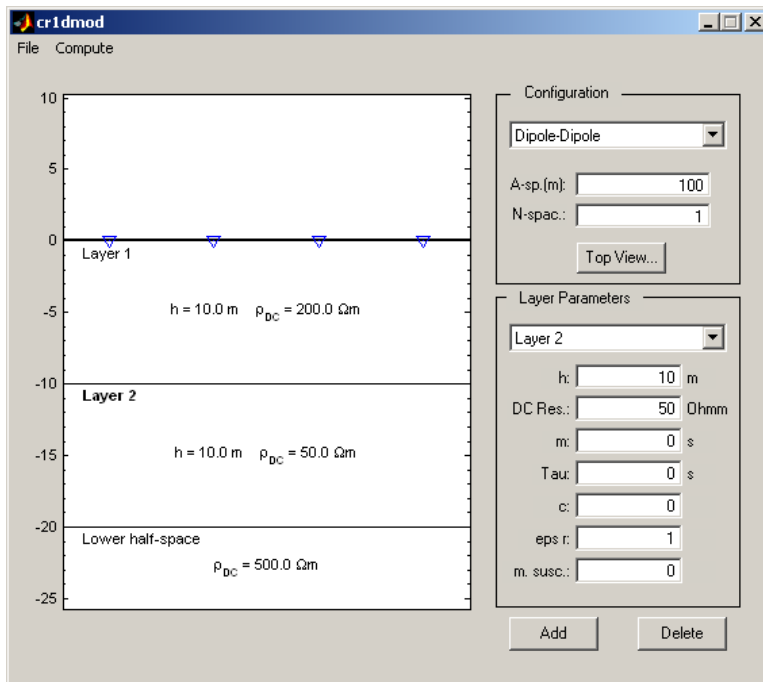 cr1dmod
File Compute
10
5
0
-5
-10
-15
-20
-25
Layer 1
h = 10.0 m ρDC = 200.0 Ωm
Layer 2
h = 10.0 m ρDC = 50.0 Ωm
Lower half-space
ρDC = 500.0 Ωm
Configuration
Dipole-Dipole
A-sp.(m): 100
N-spac.: 1
Top View...
Layer Parameters
Layer 2
h: 10 m
DC Res.: 50 Ohmm
m: 0 s
Tau: 0 s
c: 0
eps r: 1
m. susc.: 0
Add Delete